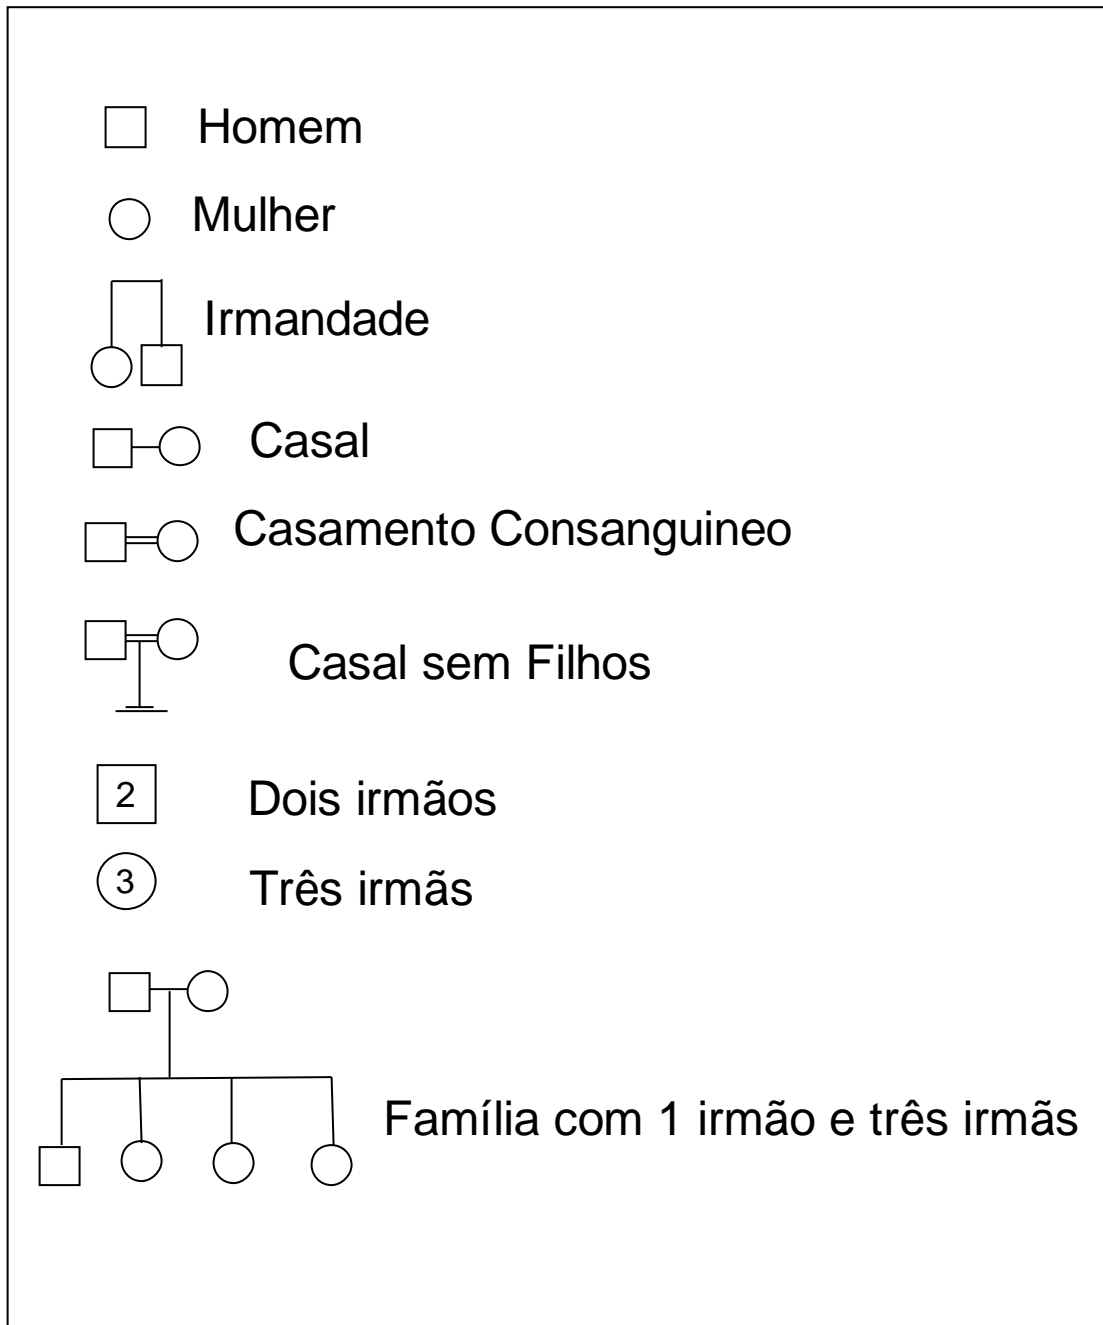 Homem
Mulher
Irmandade
Casal
Casamento Consanguineo
Casal sem Filhos
2
Dois irmãos
3
Três irmãs
Família com 1 irmão e três irmãs